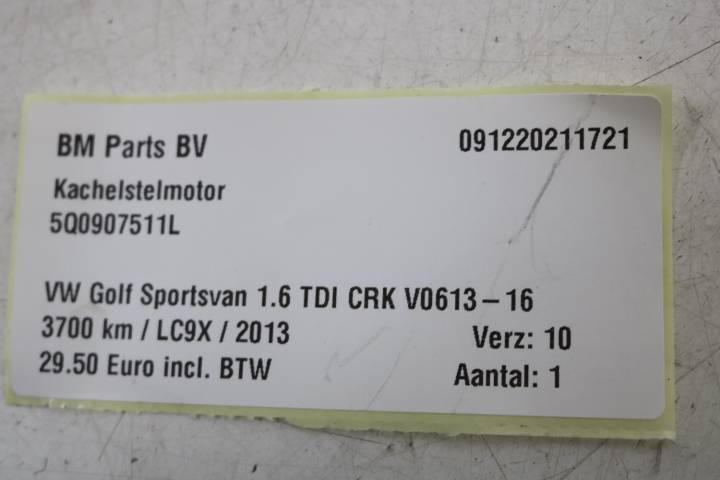 BM Parts BV 091220211721
Kachelstelmotor
5Q0907511L
VW Golf Sportsvan 1.6 TDI CRK V0613-16
3700 km / LC9X / 2013 Verz: 10
29.50 Euro incl. BTW Aantal: 1